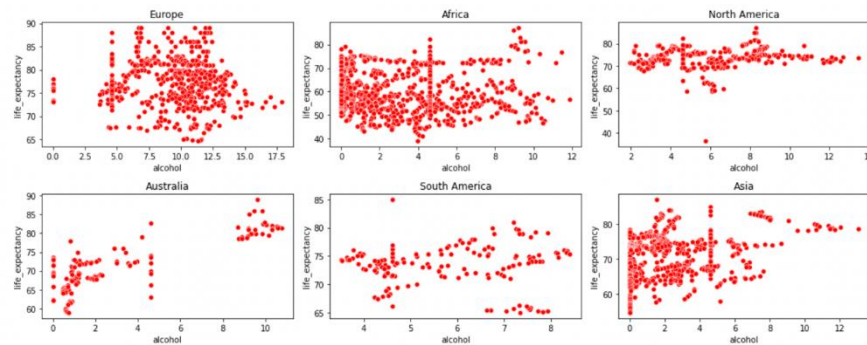 Europe
life_expectancy
90
85
80
75
70
65
0.0 2.5 5.0 7.5 10.0 12.5 15.0 17.5
alcohol
Africa
life_expectancy
80
70
60
50
40
0 2 4 6 8 10 12
alcohol
North America
life_expectancy
80
70
60
50
40
2 4 6 8 10 12
alcohol
Australia
life_expectancy
90
85
80
75
70
65
60
0 2 4 6 8 10
alcohol
South America
life_expectancy
85
80
75
70
65
4 5 6 7 8
alcohol
Asia
life_expectancy
80
70
60
0 2 4 6 8 10 12
alcohol